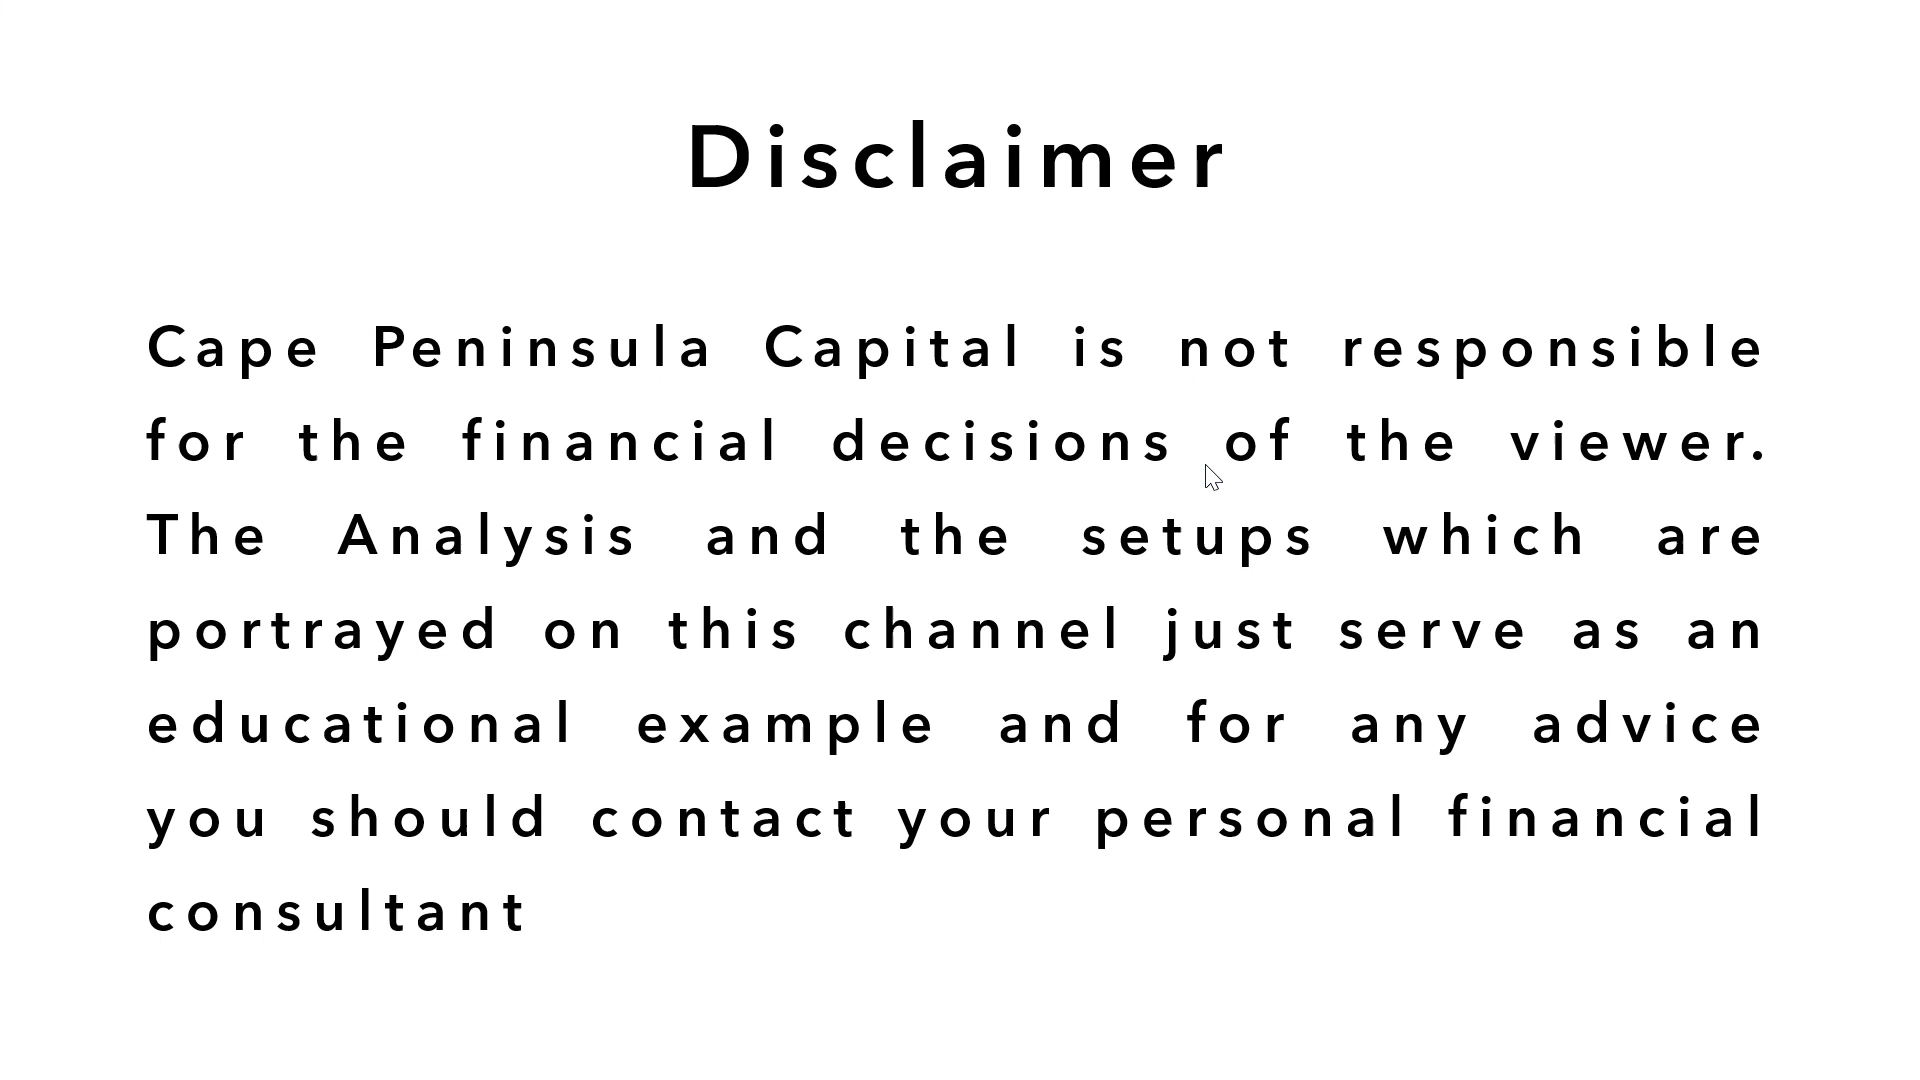 Disclaimer
Cape Peninsula Capital is not responsible
for the financial decisions of the viewer.
The Analysis and the setups which are
portrayed on this channel just serve as an
educational example and for any advice
you should contact your personal financial
consultant